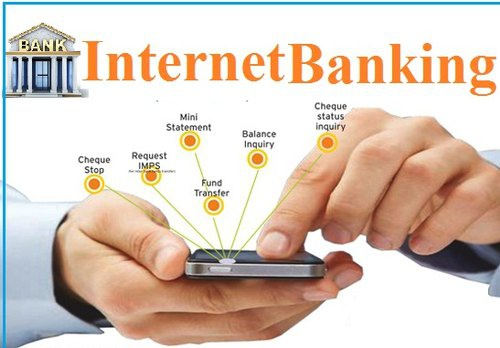 BANK
InternetBanking
Mini
Statement
Cheque
status
inquiry
Balance
Inquiry
Request
IMPS
Cheque
Stop
Fund
Transfer